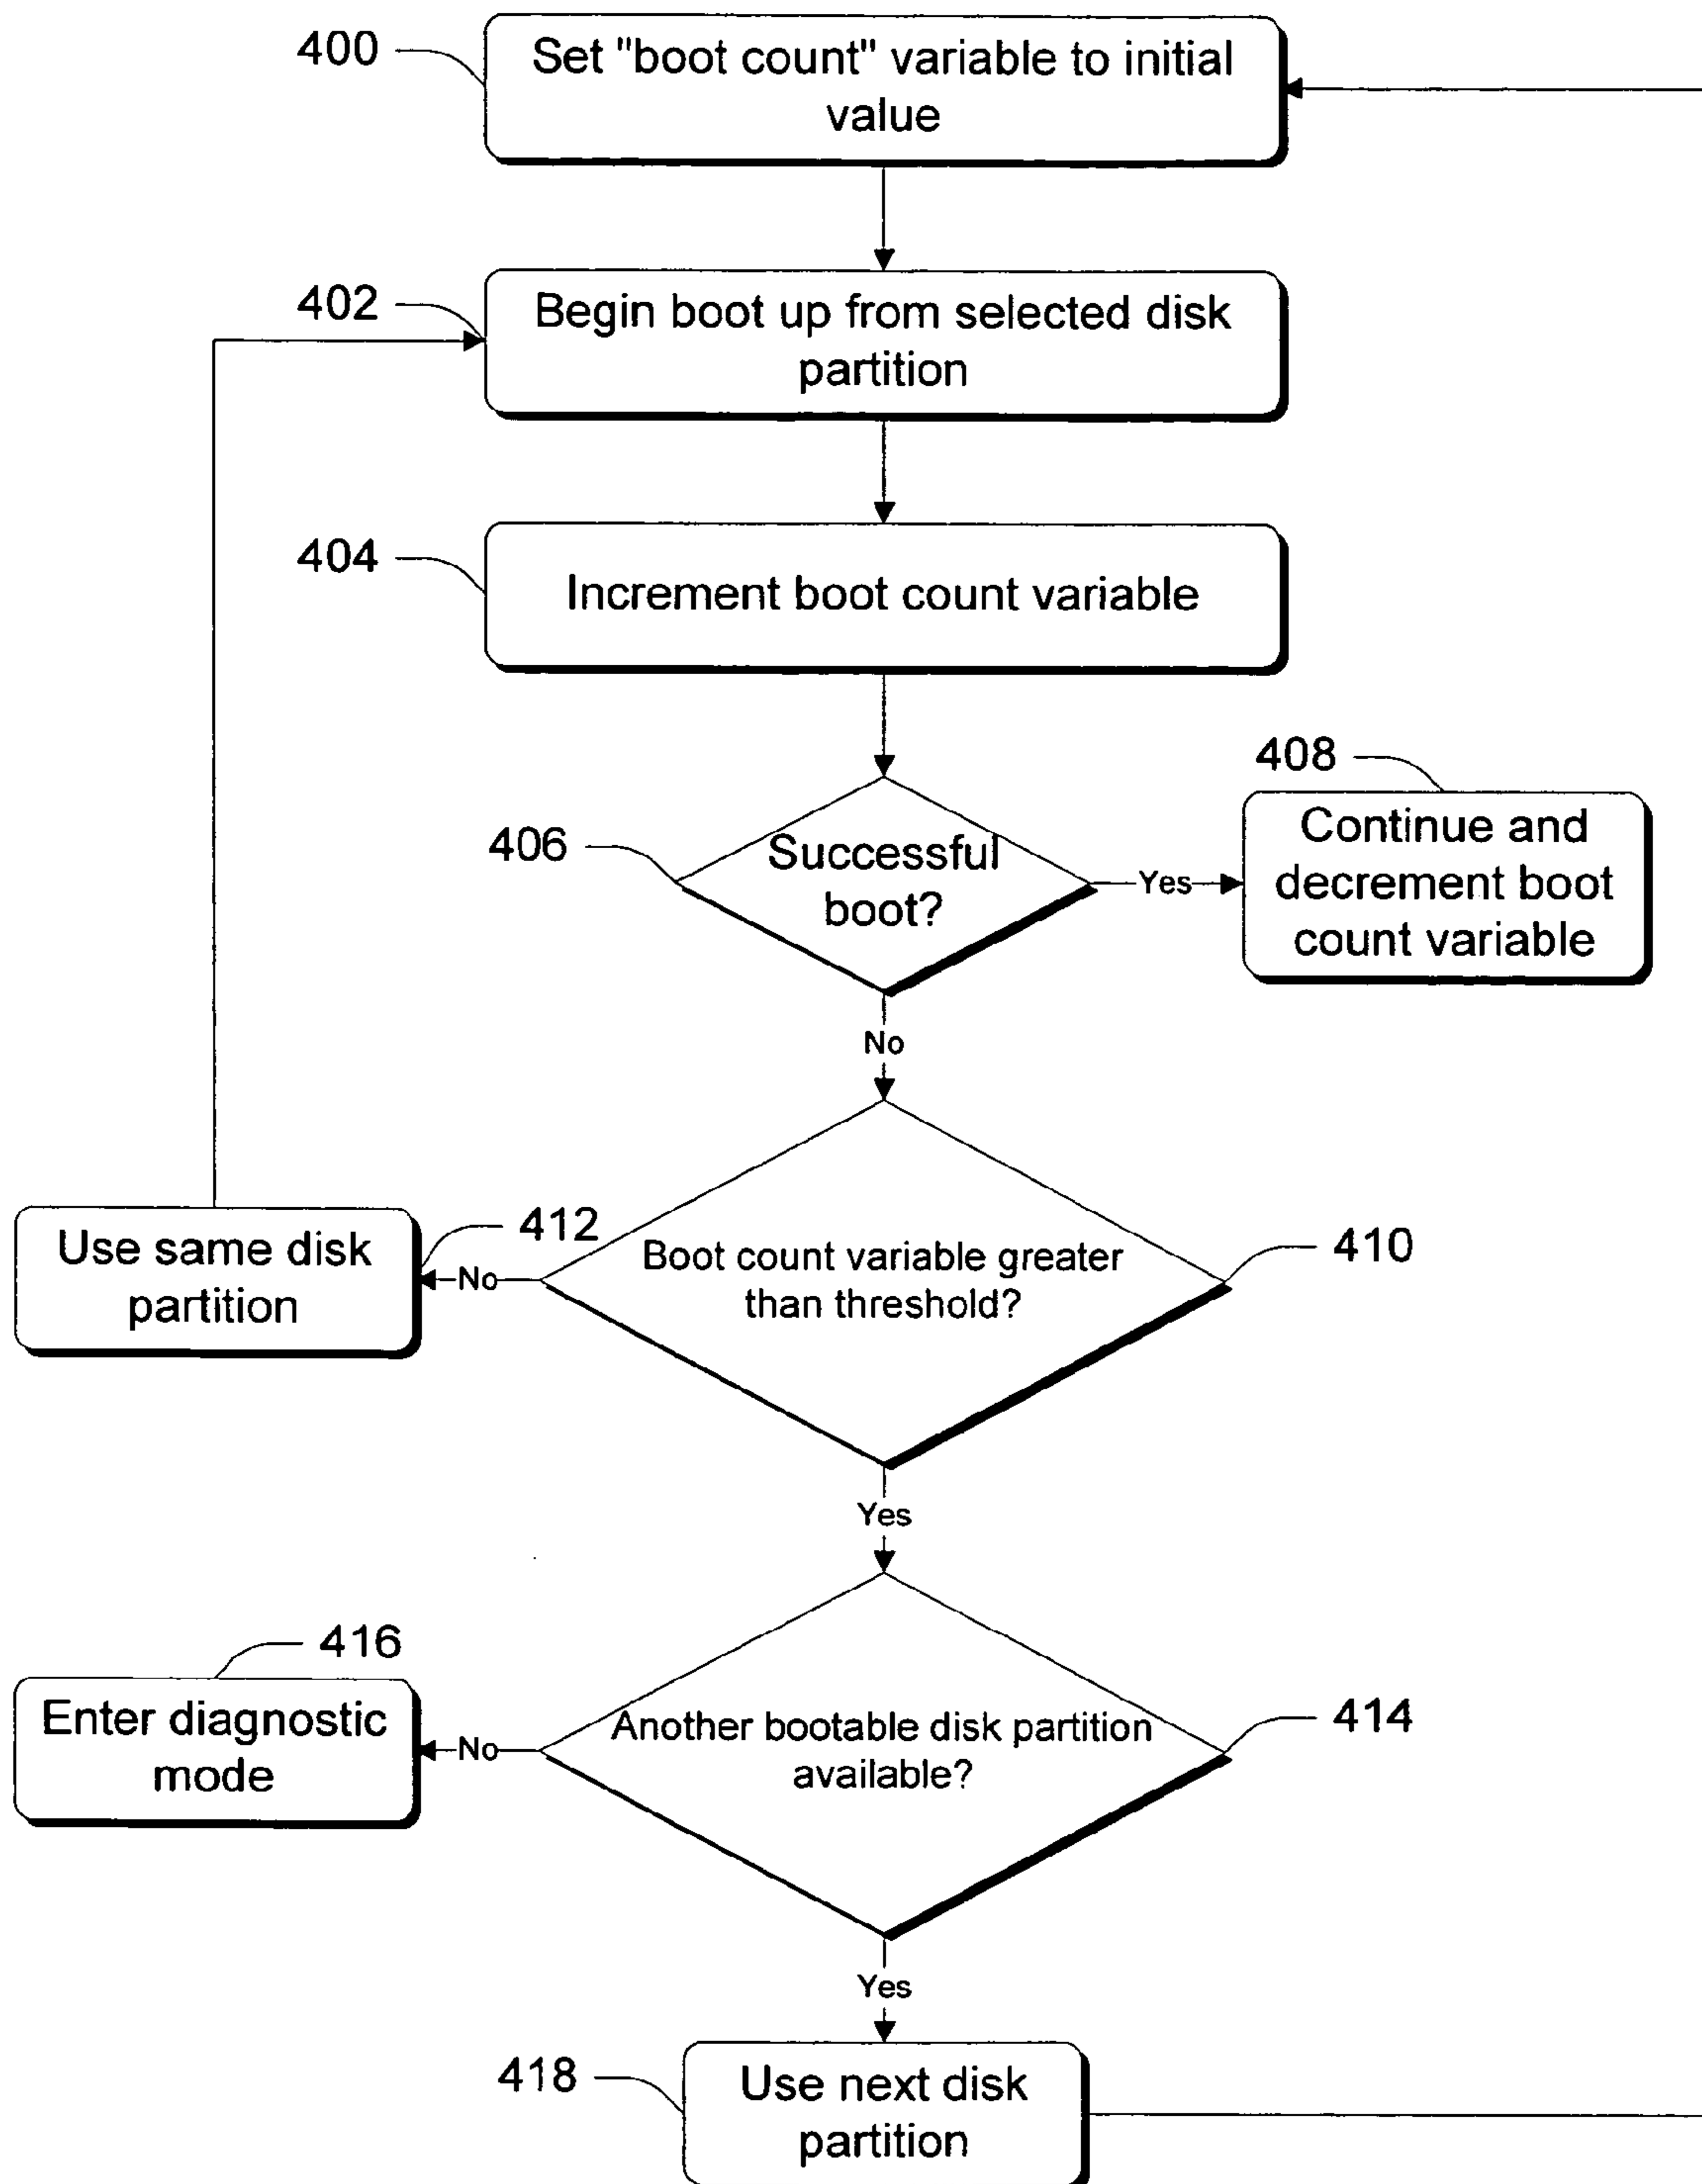 400
Set "boot count" variable to initial
value
402
Begin boot up from selected disk
partition
404
Increment boot count variable
406
Successful
boot?
Yes
408
Continue and
decrement boot
count variable
No
410
Boot count variable greater
than threshold?
No
412
Use same disk
partition
Yes
414
Another bootable disk partition
available?
No
416
Enter diagnostic
mode
Yes
418
Use next disk
partition